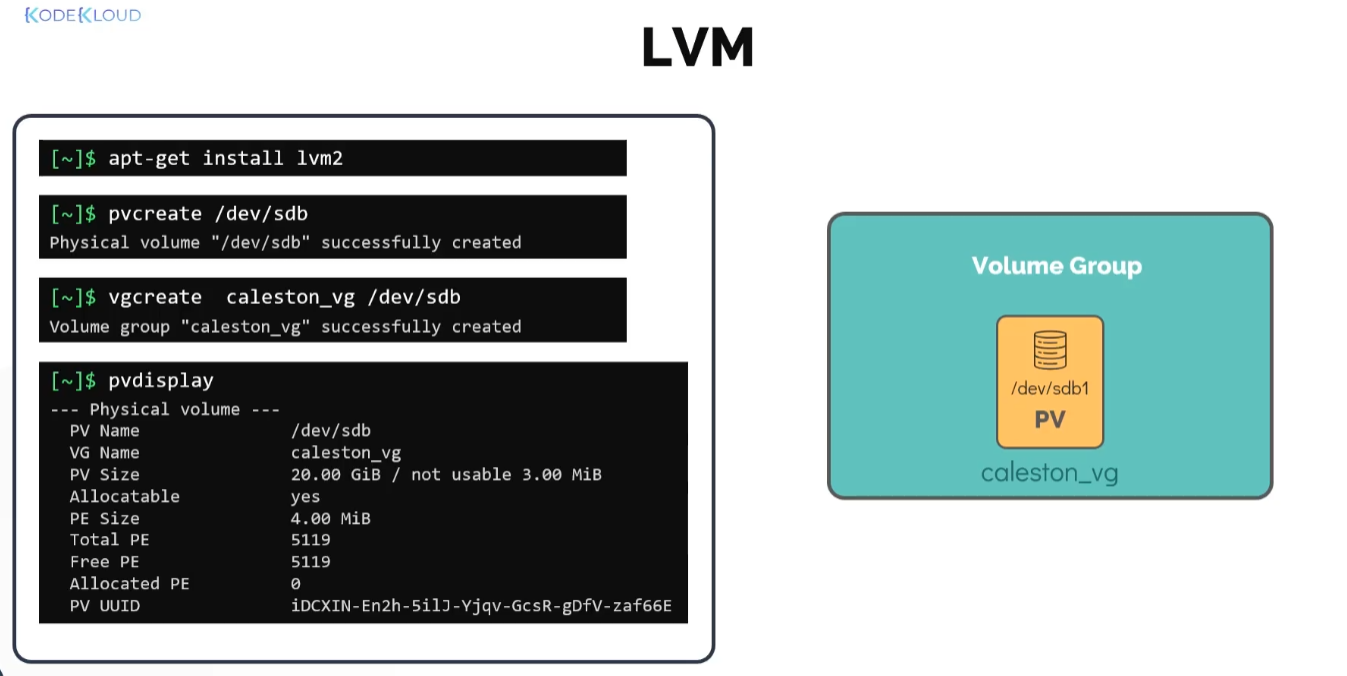 KODEKLOUD
LVM
[~]$ apt-get install lvm2
[~]$ pvcreate /dev/sdb
Physical volume "/dev/sdb" successfully created
[~]$ vgcreate  caleston_vg /dev/sdb
Volume group "caleston_vg" successfully created
[~]$ pvdisplay
--- Physical volume ---
PV Name /dev/sdb
VG Name caleston_vg
PV Size 20.00 GiB / not usable 3.00 MiB
Allocatable yes
PE Size 4.00 MiB
Total PE 5119
Free PE 5119
Allocated PE 0
PV UUID iDCXIN-En2h-5ilJ-Yjqv-GcsR-gDfV-zaf66E
Volume Group
/dev/sdb1
PV
caleston_vg